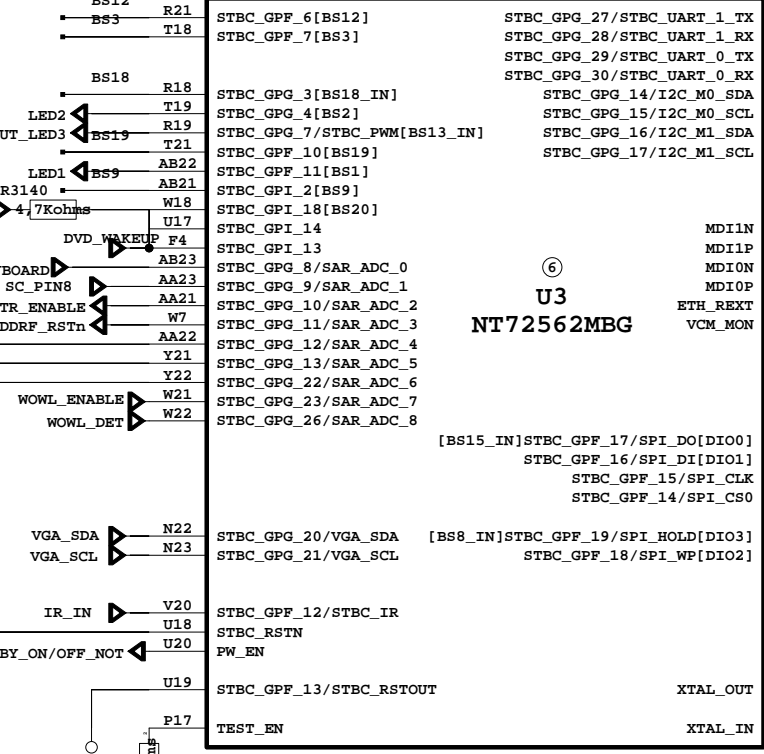 BS12
R21 STBC_GPF_6[BS12] STBC_GPG_27/STBC_UART_1_TX
BS3 T18 STBC_GPF_7[BS3] STBC_GPG_28/STBC_UART_1_RX
STBC_GPG_29/STBC_UART_0_TX
BS18 STBC_GPG_30/STBC_UART_0_RX
R18 STBC_GPG_3[BS18_IN] STBC_GPG_14/I2C_M0_SDA
LED2 T19 STBC_GPG_4[BS2] STBC_GPG_15/I2C_M0_SCL
UT_LED3 BS19 R19 STBC_GPG_7/STBC_PWM[BS13_IN] STBC_GPG_16/I2C_M1_SDA
T21 STBC_GPF_10[BS19] STBC_GPG_17/I2C_M1_SCL
LED1 BS9 AB22 STBC_GPF_11[BS1]
R3140 AB21 STBC_GPI_2[BS9]
4,7Kohms W18 STBC_GPI_18[BS20]
U17 STBC_GPI_14 MDI1N
DVD_WAKEUP F4 STBC_GPI_13 MDI1P
YBOARD AB23 STBC_GPG_8/SAR_ADC_0 MDI0N
SC_PIN8 AA23 STBC_GPG_9/SAR_ADC_1 MDI0P
TR_ENABLE AA21 STBC_GPG_10/SAR_ADC_2 ETH_REXT
DDRF_RSTn W7 STBC_GPG_11/SAR_ADC_3 VCM_MON
6
U3
NT72562MBG
AA22 STBC_GPG_12/SAR_ADC_4
Y21 STBC_GPG_13/SAR_ADC_5
Y22 STBC_GPG_22/SAR_ADC_6
WOWL_ENABLE W21 STBC_GPG_23/SAR_ADC_7
WOWL_DET W22 STBC_GPG_26/SAR_ADC_8
[BS15_IN]STBC_GPF_17/SPI_DO[DIO0]
STBC_GPF_16/SPI_DI[DIO1]
STBC_GPF_15/SPI_CLK
STBC_GPF_14/SPI_CS0
VGA_SDA N22 STBC_GPG_20/VGA_SDA [BS8_IN]STBC_GPF_19/SPI_HOLD[DIO3]
VGA_SCL N23 STBC_GPG_21/VGA_SCL STBC_GPF_18/SPI_WP[DIO2]
IR_IN V20 STBC_GPF_12/STBC_IR
U18 STBC_RSTN
BY_ON/OFF_NOT U20 PW_EN
U19 STBC_GPF_13/STBC_RSTOUT XTAL_OUT
P17 TEST_EN XTAL_IN